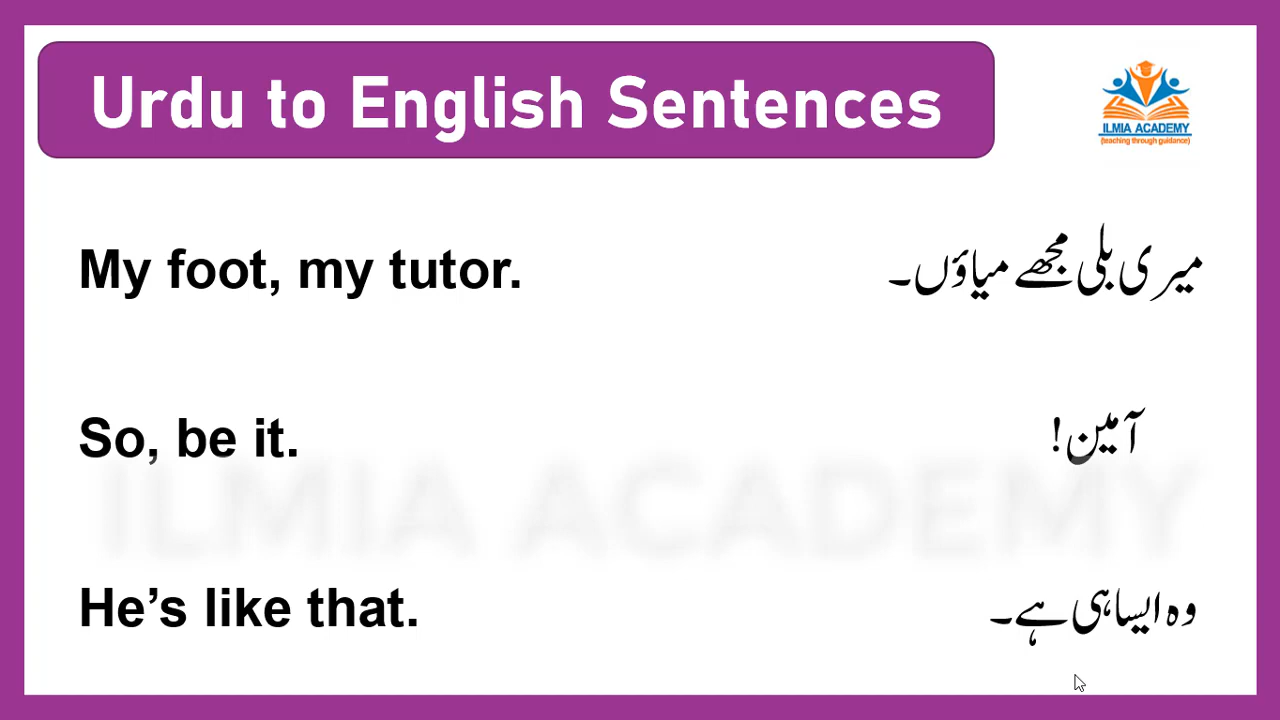 Urdu to English Sentences
ILMIA ACADEMY
(teaching through guidance)
My foot, my tutor.
میری بلی مجھے میاؤں۔
So, be it.
آمین!
ILMIA ACADEMY
He’s like that.
وہ ایسا ہی ہے۔